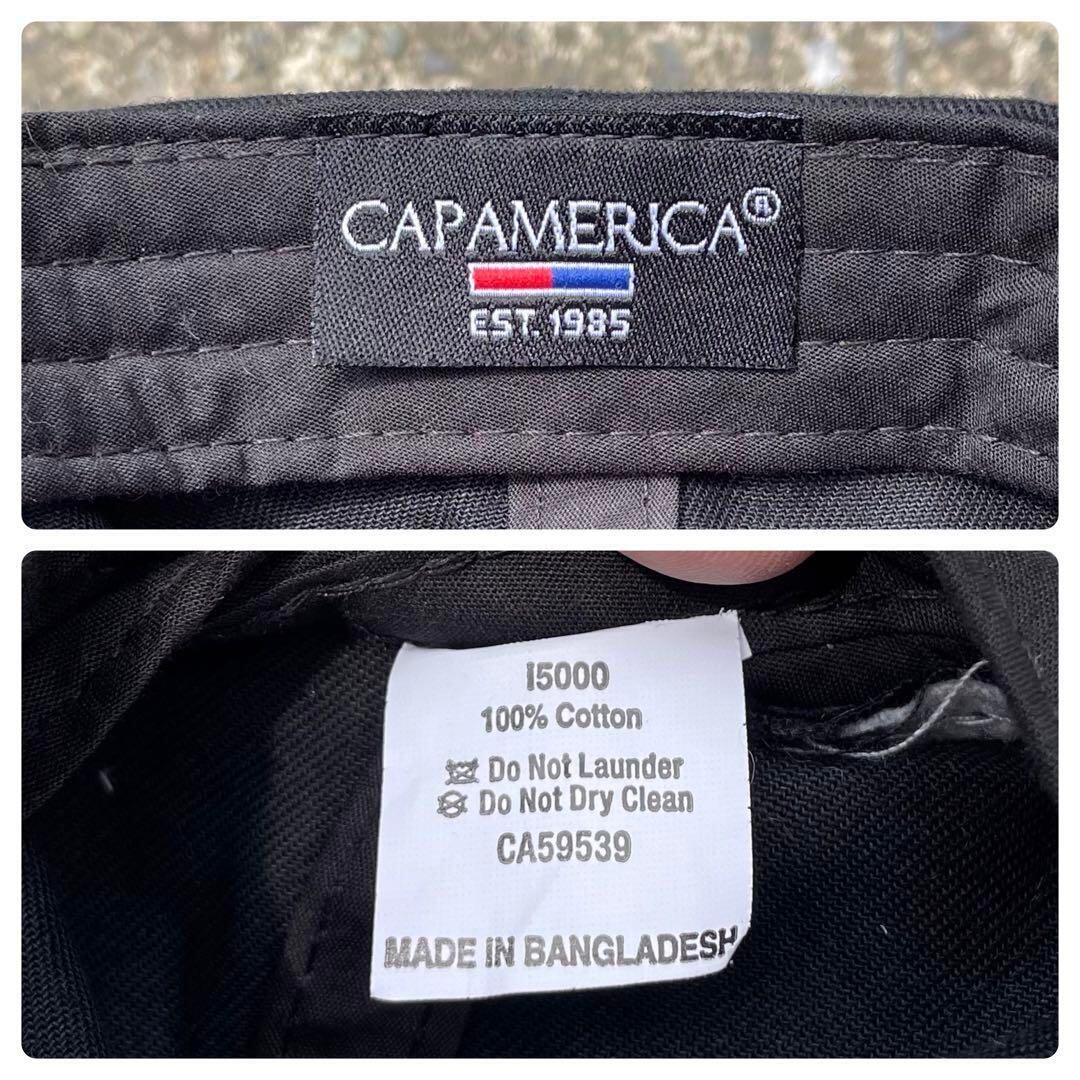 CAPAMERICA®
EST. 1985
I5000
100% Cotton
Do Not Launder
Do Not Dry Clean
CA59539
MADE IN BANGLADESH